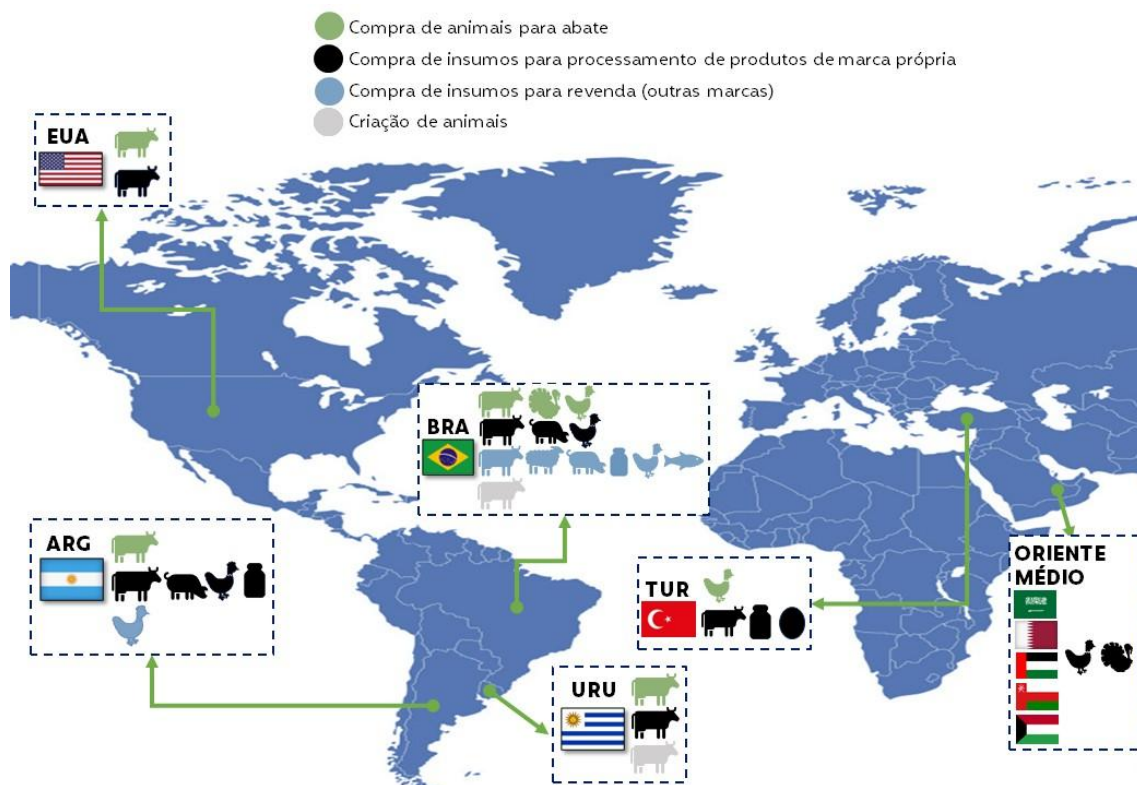 Compra de animais para abate
Compra de insumos para processamento de produtos de marca própria
Compra de insumos para revenda (outras marcas)
Criação de animais
EUA
BRA
ARG
TUR
ORIENTE
MÉDIO
URU